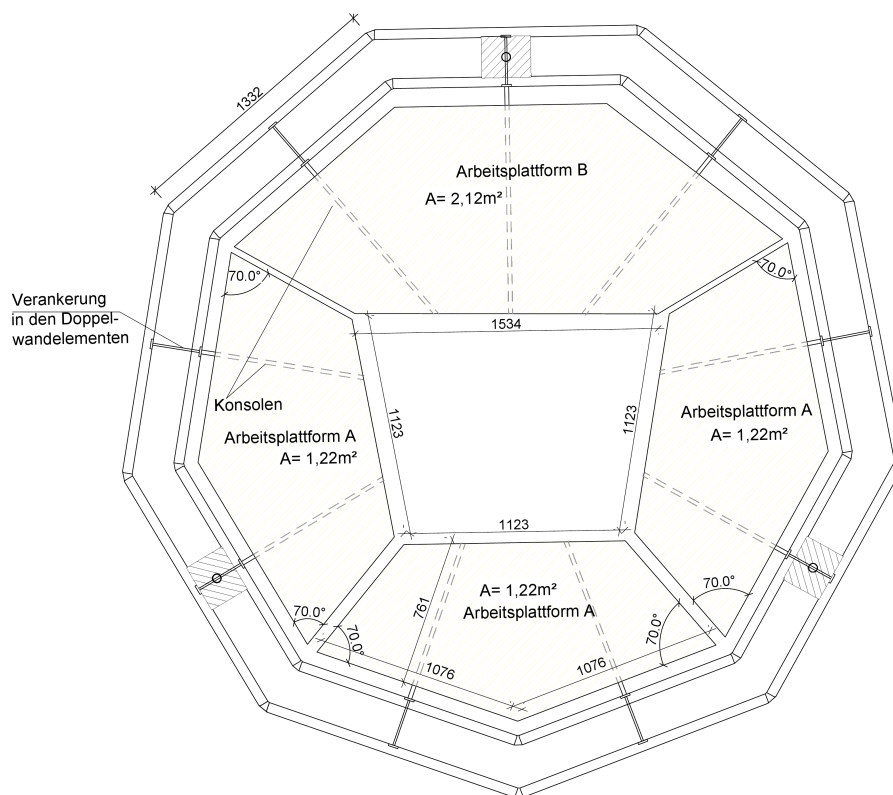 1332
Arbeitsplattform B
A= 2,12m²
70.0°
70.0°
Verankerung
in den Doppel-
wandelementen
1534
Konsolen
1123
1123
Arbeitsplattform A
A= 1,22m²
Arbeitsplattform A
A= 1,22m²
1123
761
A= 1,22m²
Arbeitsplattform A
70.0°
70.0°
70.0°
70.0°
1076
1076